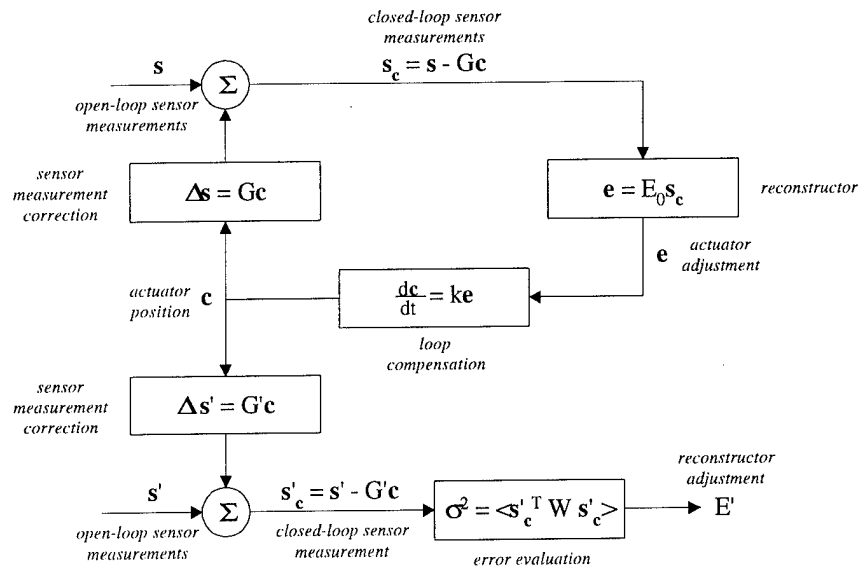 closed-loop sensor
measurements
s
s_c = s - Gc
Σ
open-loop sensor
measurements
sensor
measurement
correction
Δs = Gc
e = E_0 s_c
reconstructor
e
actuator
adjustment
actuator
position
c
dc/dt = ke
loop
compensation
sensor
measurement
correction
Δs' = G'c
s'
s'_c = s' - G'c
Σ
open-loop sensor
measurements
closed-loop sensor
measurement
σ² = <s'_c^T W s'_c>
error evaluation
reconstructor
adjustment
E'